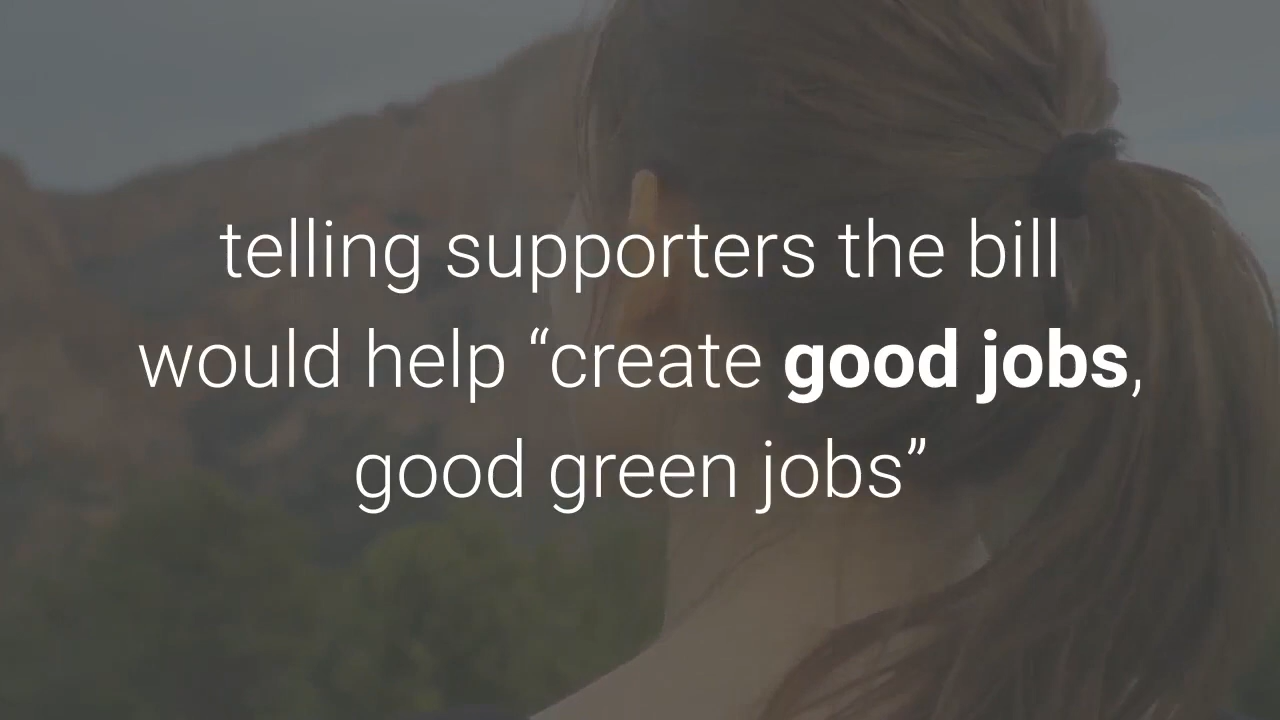 telling supporters the bill
would help “create good jobs,
good green jobs”